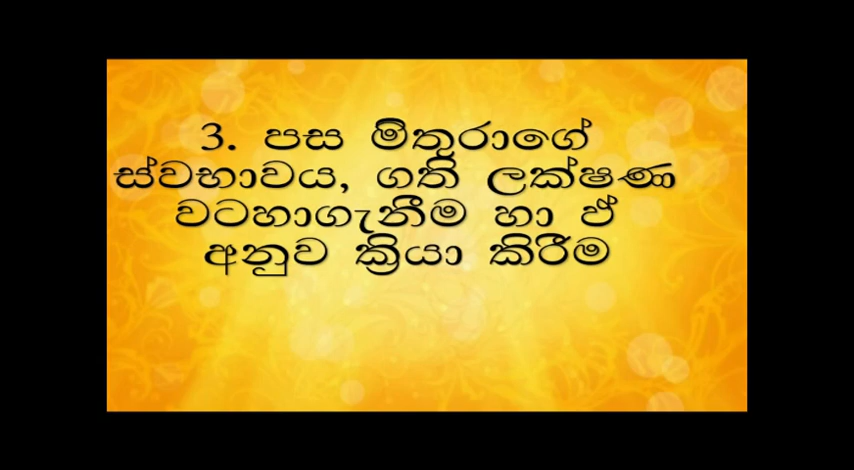 3. පස මිතුරාගේ
ස්වභාවය, ගති ලක්ෂණ
වටහාගැනීම හා ඒ
අනුව ක්‍රියා කිරීම